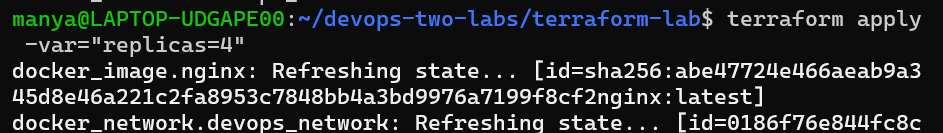 manya@LAPTOP-UDGAPE00:~/devops-two-labs/terraform-lab$ terraform apply
 -var="replicas=4"
docker_image.nginx: Refreshing state... [id=sha256:abe47724e466aeab9a3
45d8e46a221c2fa8953c7848bb4a3bd9976a7199f8cf2nginx:latest]
docker_network.devops_network: Refreshing state... [id=0186f76e844fc8c